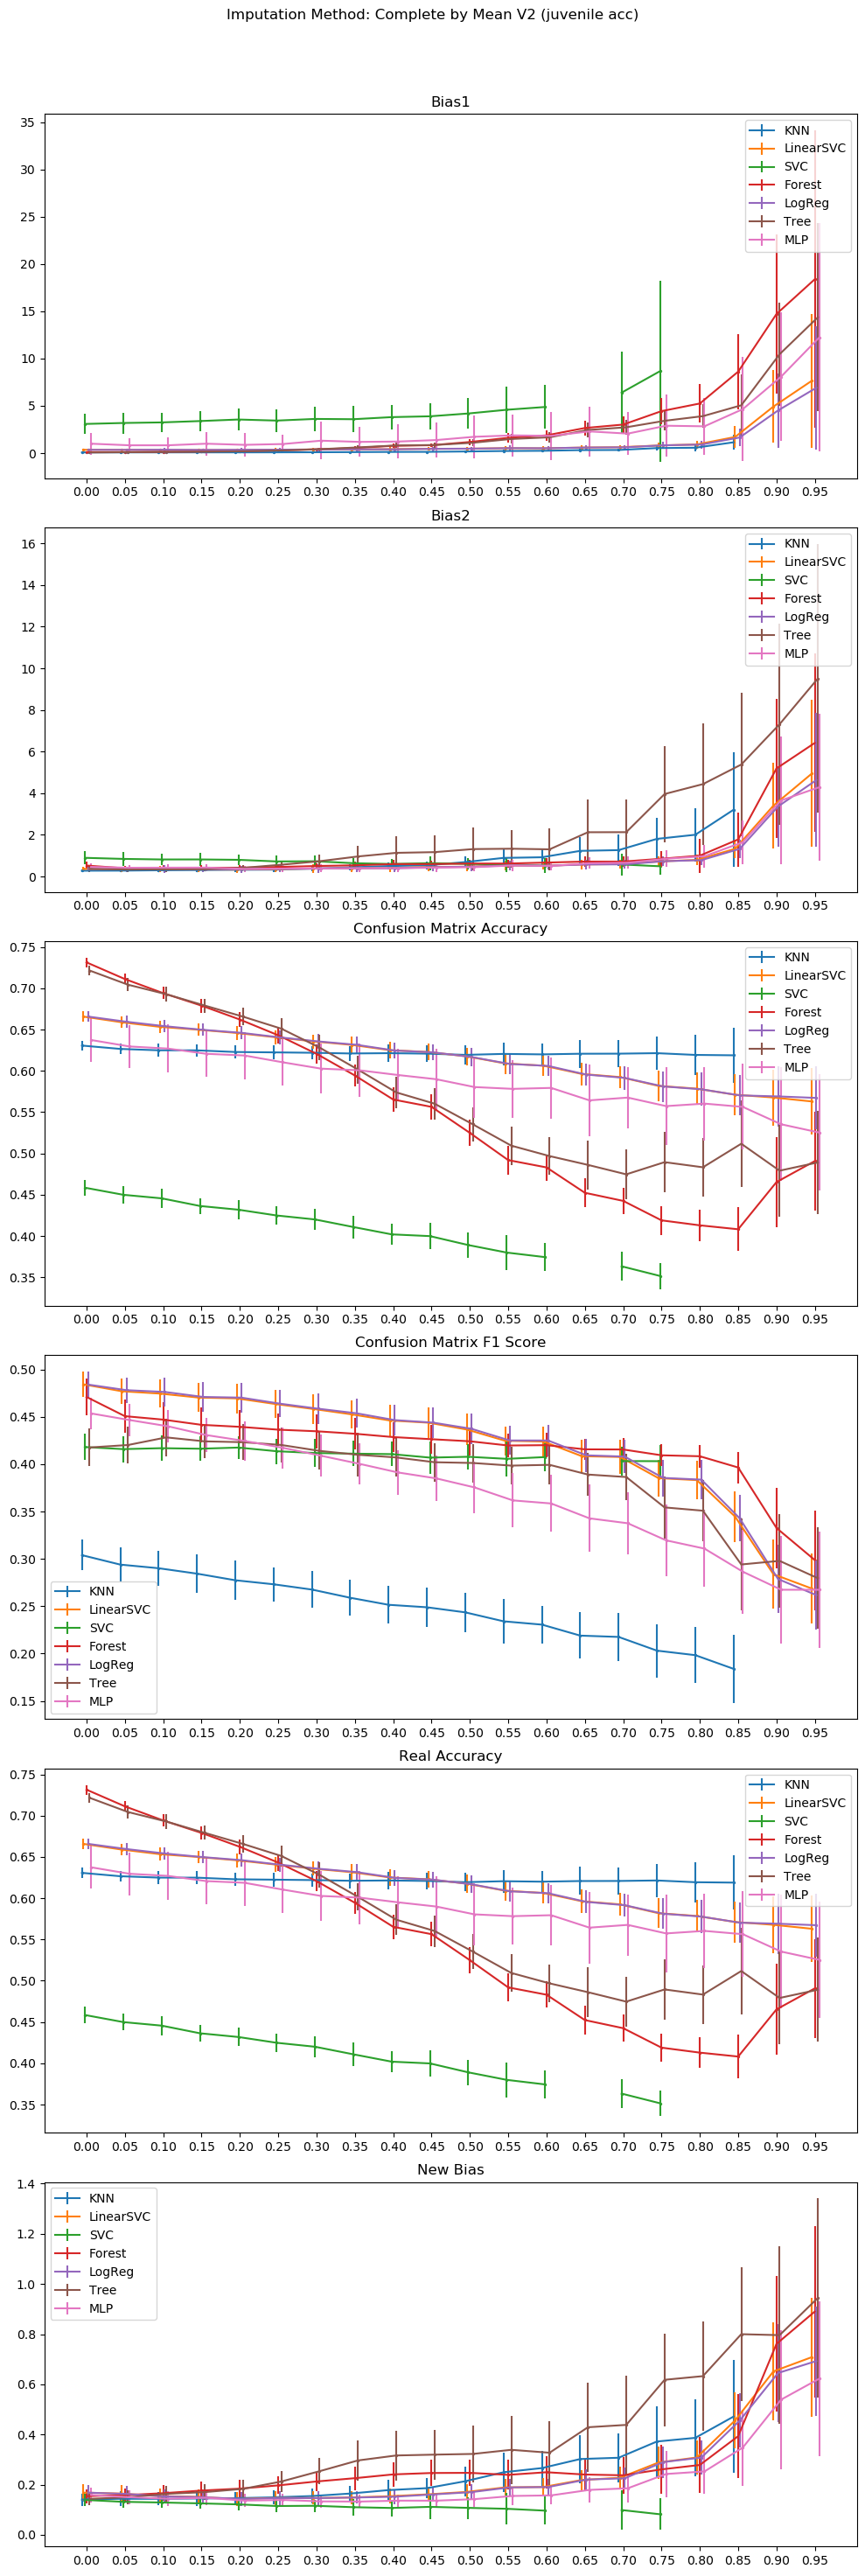 Imputation Method: Complete by Mean V2 (juvenile acc)
Bias1
35
30
25
20
15
10
5
0
KNN
LinearSVC
SVC
Forest
LogReg
Tree
MLP
0.00 0.05 0.10 0.15 0.20 0.25 0.30 0.35 0.40 0.45 0.50 0.55 0.60 0.65 0.70 0.75 0.80 0.85 0.90 0.95
Bias2
16
14
12
10
8
6
4
2
0
KNN
LinearSVC
SVC
Forest
LogReg
Tree
MLP
0.00 0.05 0.10 0.15 0.20 0.25 0.30 0.35 0.40 0.45 0.50 0.55 0.60 0.65 0.70 0.75 0.80 0.85 0.90 0.95
Confusion Matrix Accuracy
0.75
0.70
0.65
0.60
0.55
0.50
0.45
0.40
0.35
KNN
LinearSVC
SVC
Forest
LogReg
Tree
MLP
0.00 0.05 0.10 0.15 0.20 0.25 0.30 0.35 0.40 0.45 0.50 0.55 0.60 0.65 0.70 0.75 0.80 0.85 0.90 0.95
Confusion Matrix F1 Score
0.50
0.45
0.40
0.35
0.30
0.25
0.20
0.15
KNN
LinearSVC
SVC
Forest
LogReg
Tree
MLP
0.00 0.05 0.10 0.15 0.20 0.25 0.30 0.35 0.40 0.45 0.50 0.55 0.60 0.65 0.70 0.75 0.80 0.85 0.90 0.95
Real Accuracy
0.75
0.70
0.65
0.60
0.55
0.50
0.45
0.40
0.35
KNN
LinearSVC
SVC
Forest
LogReg
Tree
MLP
0.00 0.05 0.10 0.15 0.20 0.25 0.30 0.35 0.40 0.45 0.50 0.55 0.60 0.65 0.70 0.75 0.80 0.85 0.90 0.95
New Bias
1.4
1.2
1.0
0.8
0.6
0.4
0.2
0.0
KNN
LinearSVC
SVC
Forest
LogReg
Tree
MLP
0.00 0.05 0.10 0.15 0.20 0.25 0.30 0.35 0.40 0.45 0.50 0.55 0.60 0.65 0.70 0.75 0.80 0.85 0.90 0.95